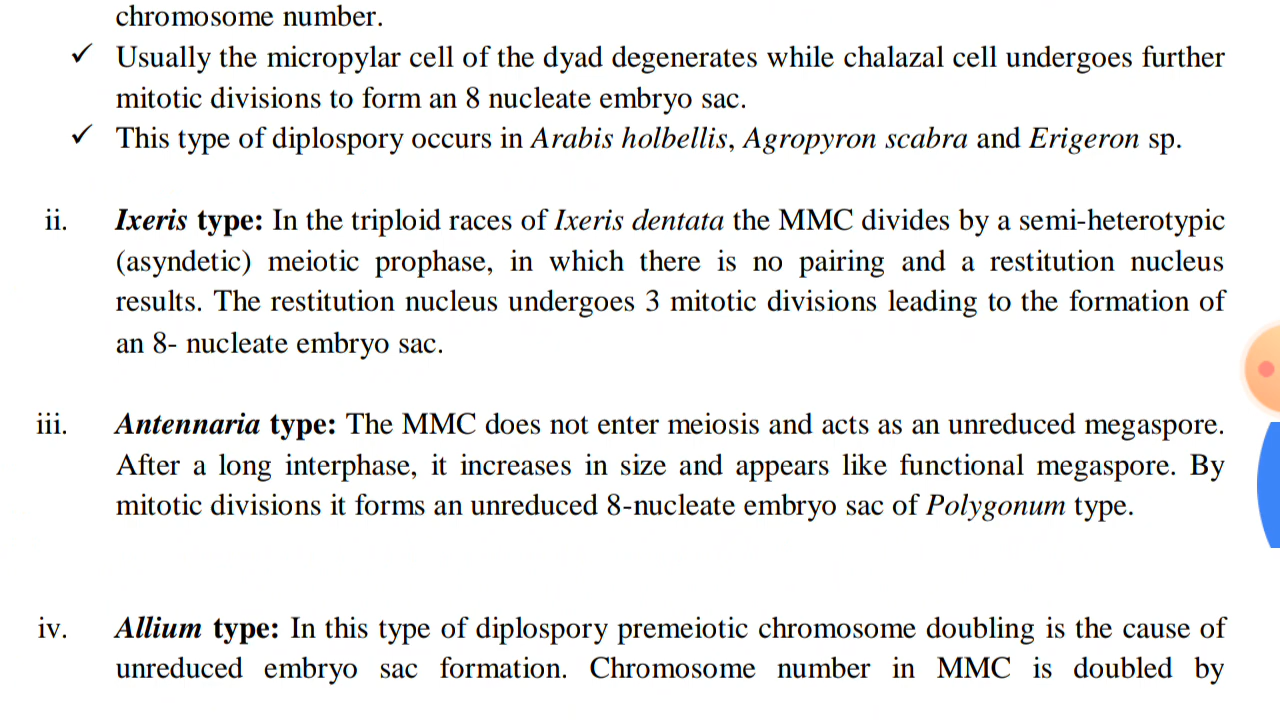 chromosome number.
✓ Usually the micropylar cell of the dyad degenerates while chalazal cell undergoes further
mitotic divisions to form an 8 nucleate embryo sac.
✓ This type of diplospory occurs in Arabis holbellis, Agropyron scabra and Erigeron sp.
ii. Ixeris type: In the triploid races of Ixeris dentata the MMC divides by a semi-heterotypic
(asyndetic) meiotic prophase, in which there is no pairing and a restitution nucleus
results. The restitution nucleus undergoes 3 mitotic divisions leading to the formation of
an 8- nucleate embryo sac.
iii. Antennaria type: The MMC does not enter meiosis and acts as an unreduced megaspore.
After a long interphase, it increases in size and appears like functional megaspore. By
mitotic divisions it forms an unreduced 8-nucleate embryo sac of Polygonum type.
iv. Allium type: In this type of diplospory premeiotic chromosome doubling is the cause of
unreduced embryo sac formation. Chromosome number in MMC is doubled by